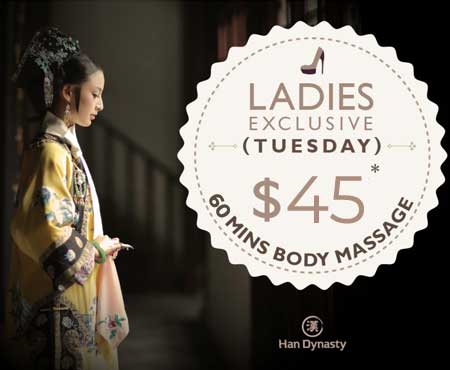 LADIES
EXCLUSIVE
(TUESDAY)
$45*
60 MINS BODY MASSAGE
漢
Han Dynasty